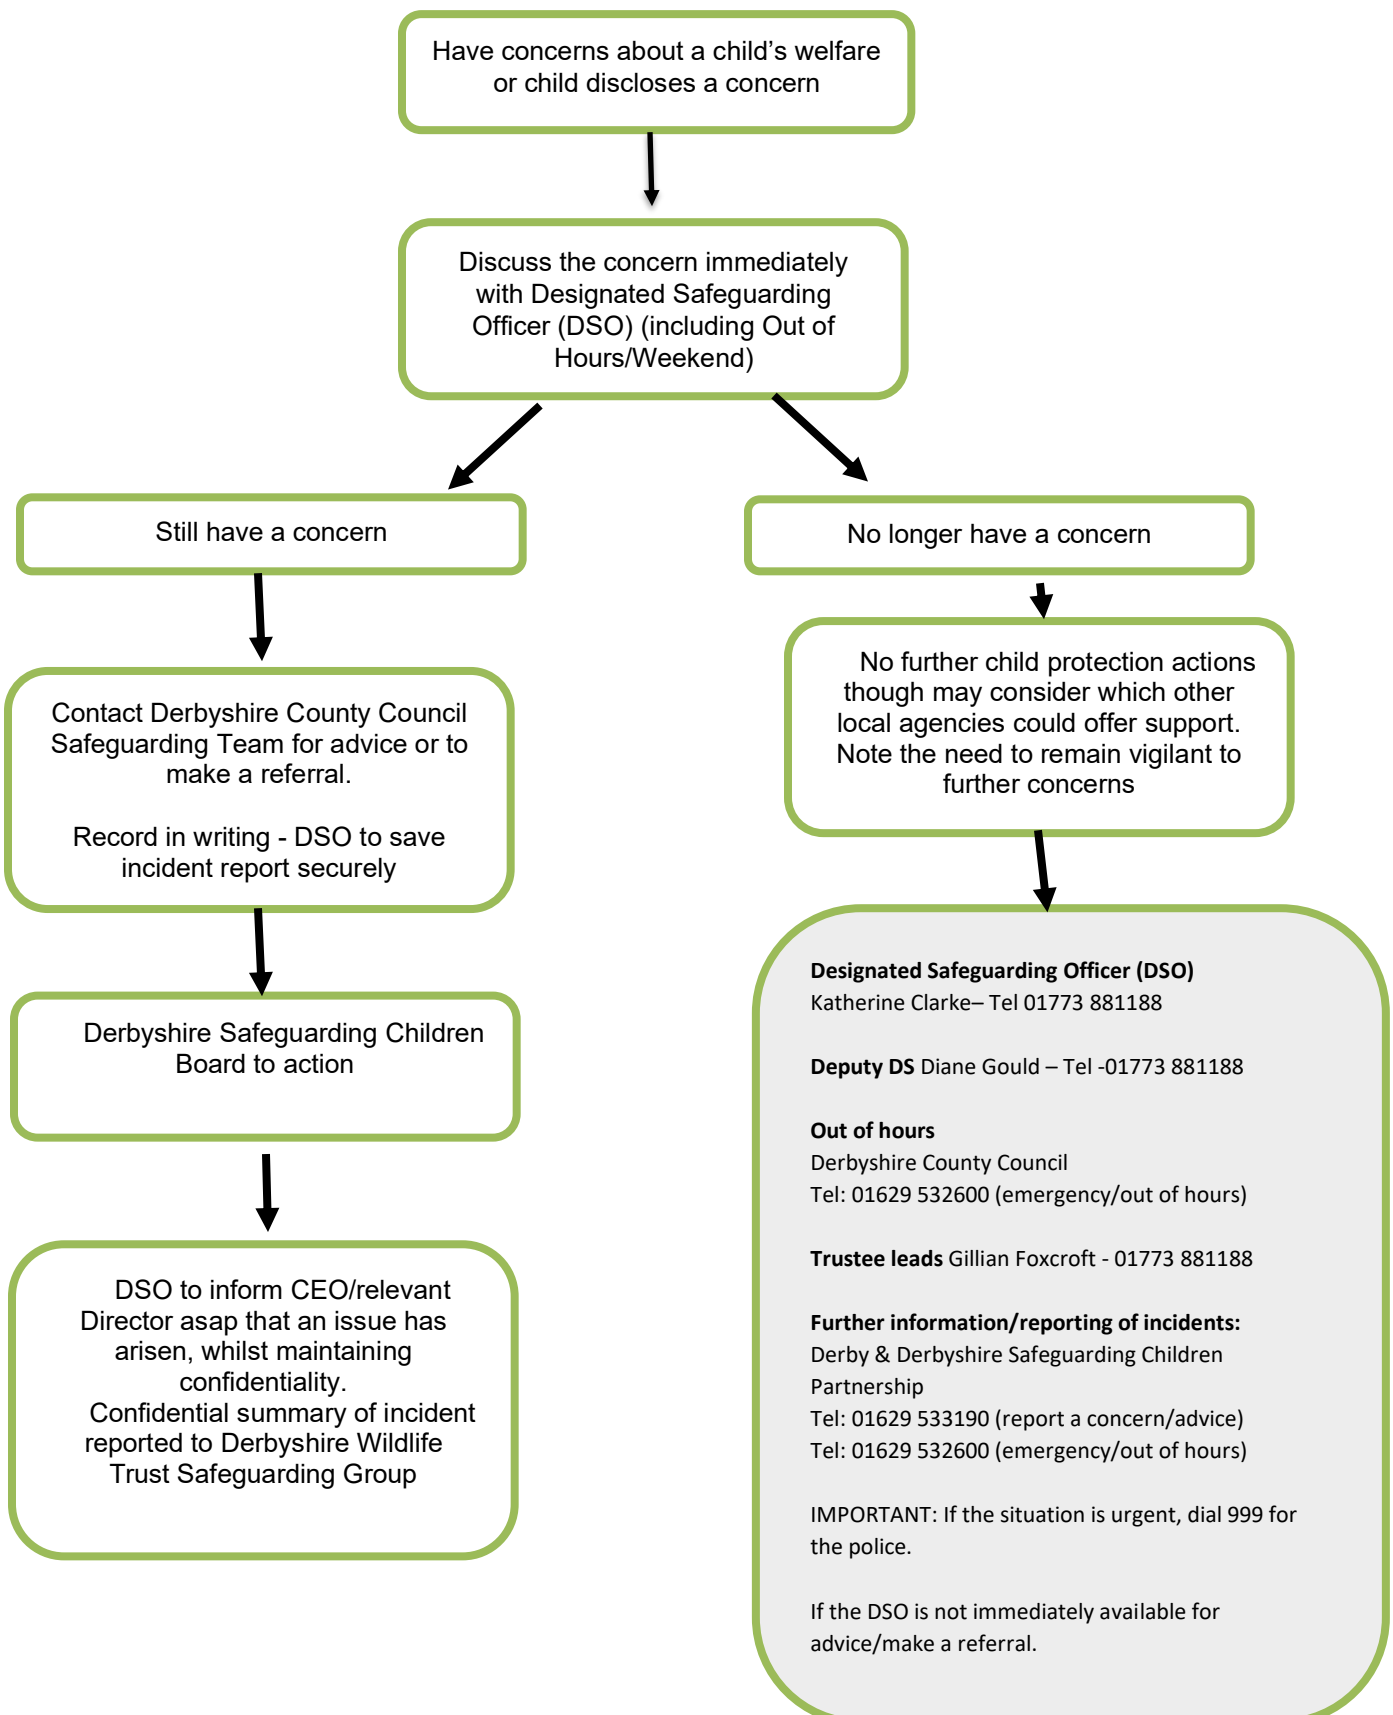 Have concerns about a child’s welfare
or child discloses a concern
Discuss the concern immediately
with Designated Safeguarding
Officer (DSO) (including Out of
Hours/Weekend)
Still have a concern
No longer have a concern
Contact Derbyshire County Council
Safeguarding Team for advice or to
make a referral.
Record in writing - DSO to save
incident report securely
No further child protection actions
though may consider which other
local agencies could offer support.
Note the need to remain vigilant to
further concerns
Derbyshire Safeguarding Children
Board to action
DSO to inform CEO/relevant
Director asap that an issue has
arisen, whilst maintaining
confidentiality.
Confidential summary of incident
reported to Derbyshire Wildlife
Trust Safeguarding Group
Designated Safeguarding Officer (DSO)
Katherine Clarke– Tel 01773 881188
Deputy DS Diane Gould – Tel -01773 881188
Out of hours
Derbyshire County Council
Tel: 01629 532600 (emergency/out of hours)
Trustee leads Gillian Foxcroft - 01773 881188
Further information/reporting of incidents:
Derby & Derbyshire Safeguarding Children
Partnership
Tel: 01629 533190 (report a concern/advice)
Tel: 01629 532600 (emergency/out of hours)
IMPORTANT: If the situation is urgent, dial 999 for
the police.
If the DSO is not immediately available for
advice/make a referral.